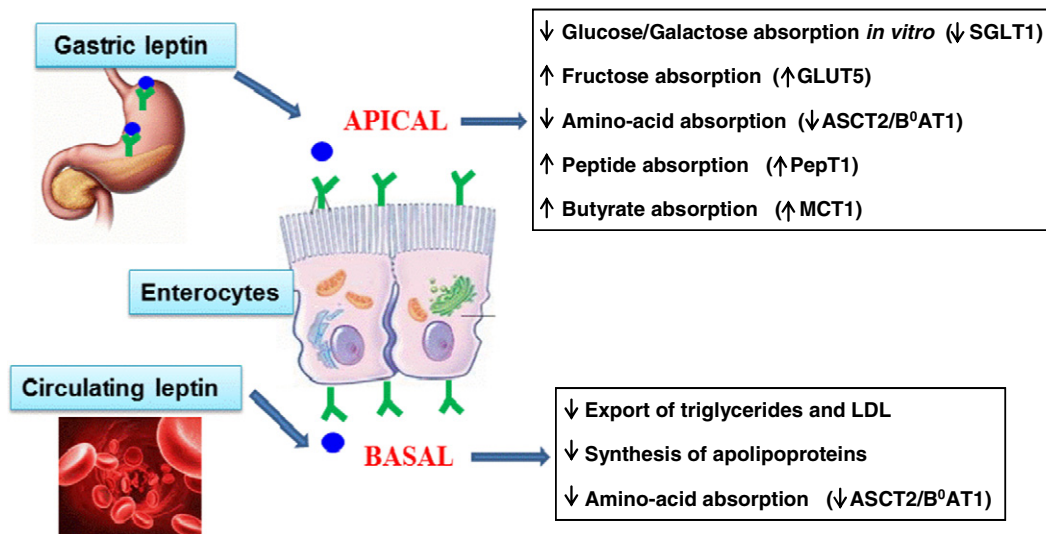 Gastric leptin
APICAL
↓ Glucose/Galactose absorption in vitro (↓ SGLT1)
↑ Fructose absorption (↑ GLUT5)
↓ Amino-acid absorption (↓ ASCT2/B⁰AT1)
↑ Peptide absorption (↑ PepT1)
↑ Butyrate absorption (↑ MCT1)
Enterocytes
Circulating leptin
BASAL
↓ Export of triglycerides and LDL
↓ Synthesis of apolipoproteins
↓ Amino-acid absorption (↓ ASCT2/B⁰AT1)